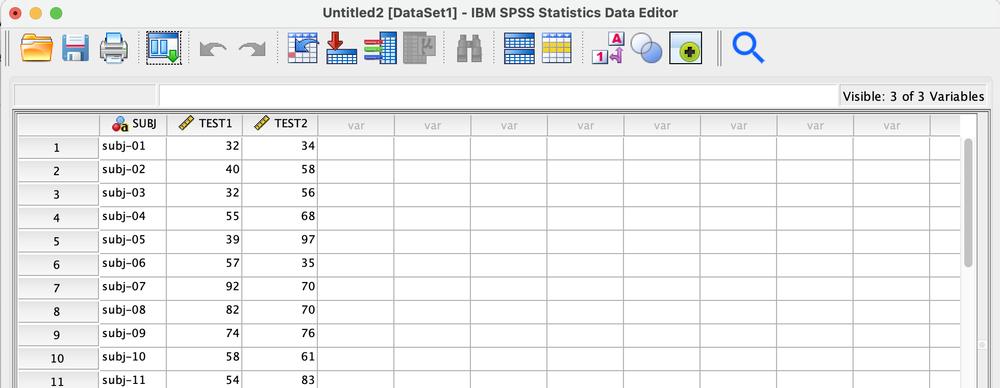 Untitled2 [DataSet1] - IBM SPSS Statistics Data Editor
A
1
μ
Visible: 3 of 3 Variables
a SUBJ TEST1 TEST2 var var var var var var var var
1 subj-01 32 34
2 subj-02 40 58
3 subj-03 32 56
4 subj-04 55 68
5 subj-05 39 97
6 subj-06 57 35
7 subj-07 92 70
8 subj-08 82 70
9 subj-09 74 76
10 subj-10 58 61
11 subj-11 54 83